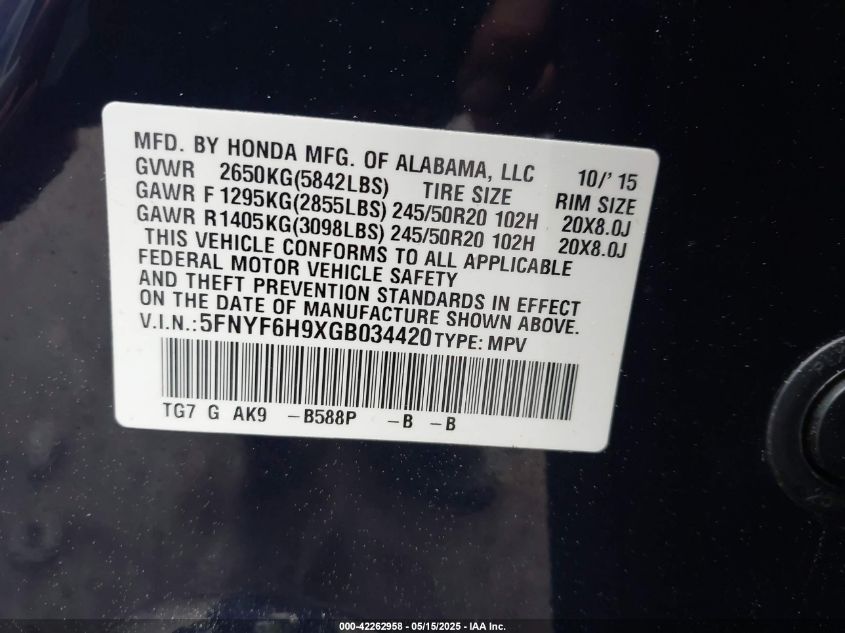 MFD. BY HONDA MFG. OF ALABAMA, LLC 10/'15
GVWR 2650KG(5842LBS) TIRE SIZE RIM SIZE
GAWR F 1295KG(2855LBS) 245/50R20 102H 20X8.0J
GAWR R1405KG(3098LBS) 245/50R20 102H 20X8.0J
THIS VEHICLE CONFORMS TO ALL APPLICABLE
FEDERAL MOTOR VEHICLE SAFETY
AND THEFT PREVENTION STANDARDS IN EFFECT
ON THE DATE OF MANUFACTURE SHOWN ABOVE.
V.I.N.:5FNYF6H9XGB034420 TYPE: MPV
TG7 G AK9 -B588P -B -B
000-42262958 - 05/15/2025 - IAA Inc.